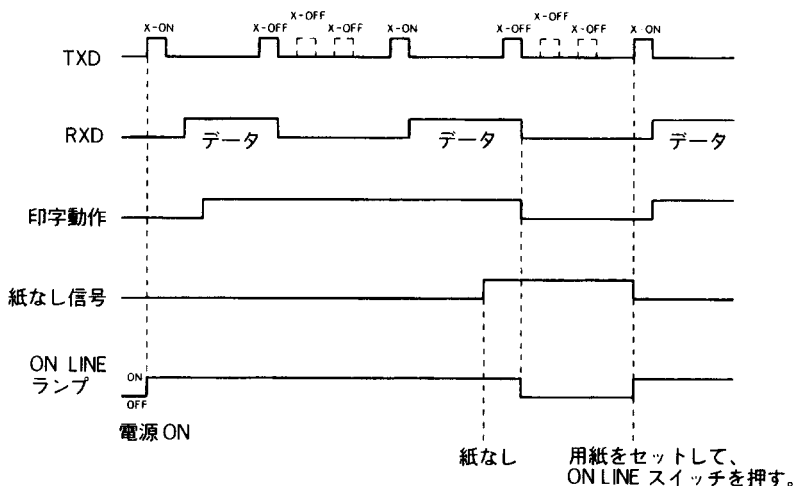 X-OFF X-OFF
X-ON X-OFF X-OFF X-ON X-OFF X-OFF X-ON
TXD
RXD データ データ データ
印字動作
紙なし信号
ON LINE
ランプ
ON
OFF
電源 ON
紙なし
用紙をセットして、
ON LINE スイッチを押す。